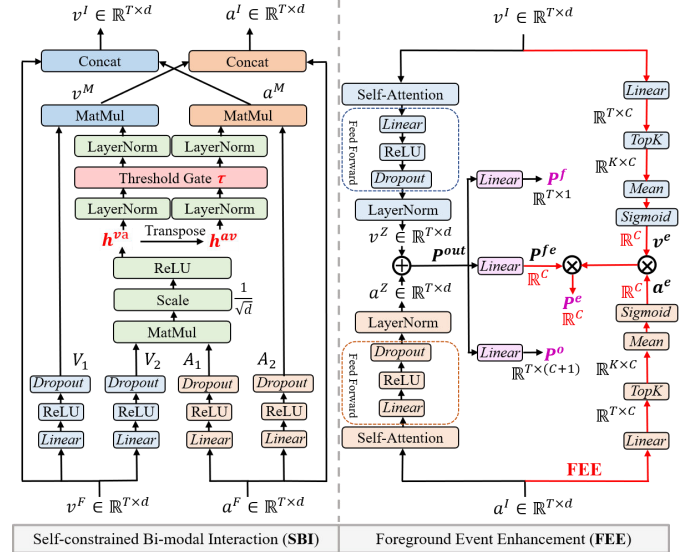 v^I ∈ ℝ^{T×d}
a^I ∈ ℝ^{T×d}
Concat
Concat
v^M
a^M
MatMul
MatMul
LayerNorm
LayerNorm
Threshold Gate τ
LayerNorm
LayerNorm
h^{va}
Transpose
h^{av}
ReLU
Scale
1/√d
MatMul
V_1
V_2
A_1
A_2
Dropout
Dropout
Dropout
Dropout
ReLU
ReLU
ReLU
ReLU
Linear
Linear
Linear
Linear
v^F ∈ ℝ^{T×d}
a^F ∈ ℝ^{T×d}
Self-constrained Bi-modal Interaction (SBI)
v^I ∈ ℝ^{T×d}
Self-Attention
Feed Forward
Linear
ReLU
Dropout
LayerNorm
v^Z ∈ ℝ^{T×d}
P^{out}
a^Z ∈ ℝ^{T×d}
LayerNorm
Feed Forward
Dropout
ReLU
Linear
Self-Attention
Linear
P^f
ℝ^{T×1}
Linear
P^{fe}
ℝ^C
P^e
ℝ^C
Linear
P^o
ℝ^{T×(C+1)}
Linear
ℝ^{T×C}
TopK
ℝ^{K×C}
Mean
Sigmoid
ℝ^C
v^e
ℝ^C
a^e
Sigmoid
Mean
ℝ^{K×C}
TopK
ℝ^{T×C}
Linear
FEE
a^I ∈ ℝ^{T×d}
Foreground Event Enhancement (FEE)